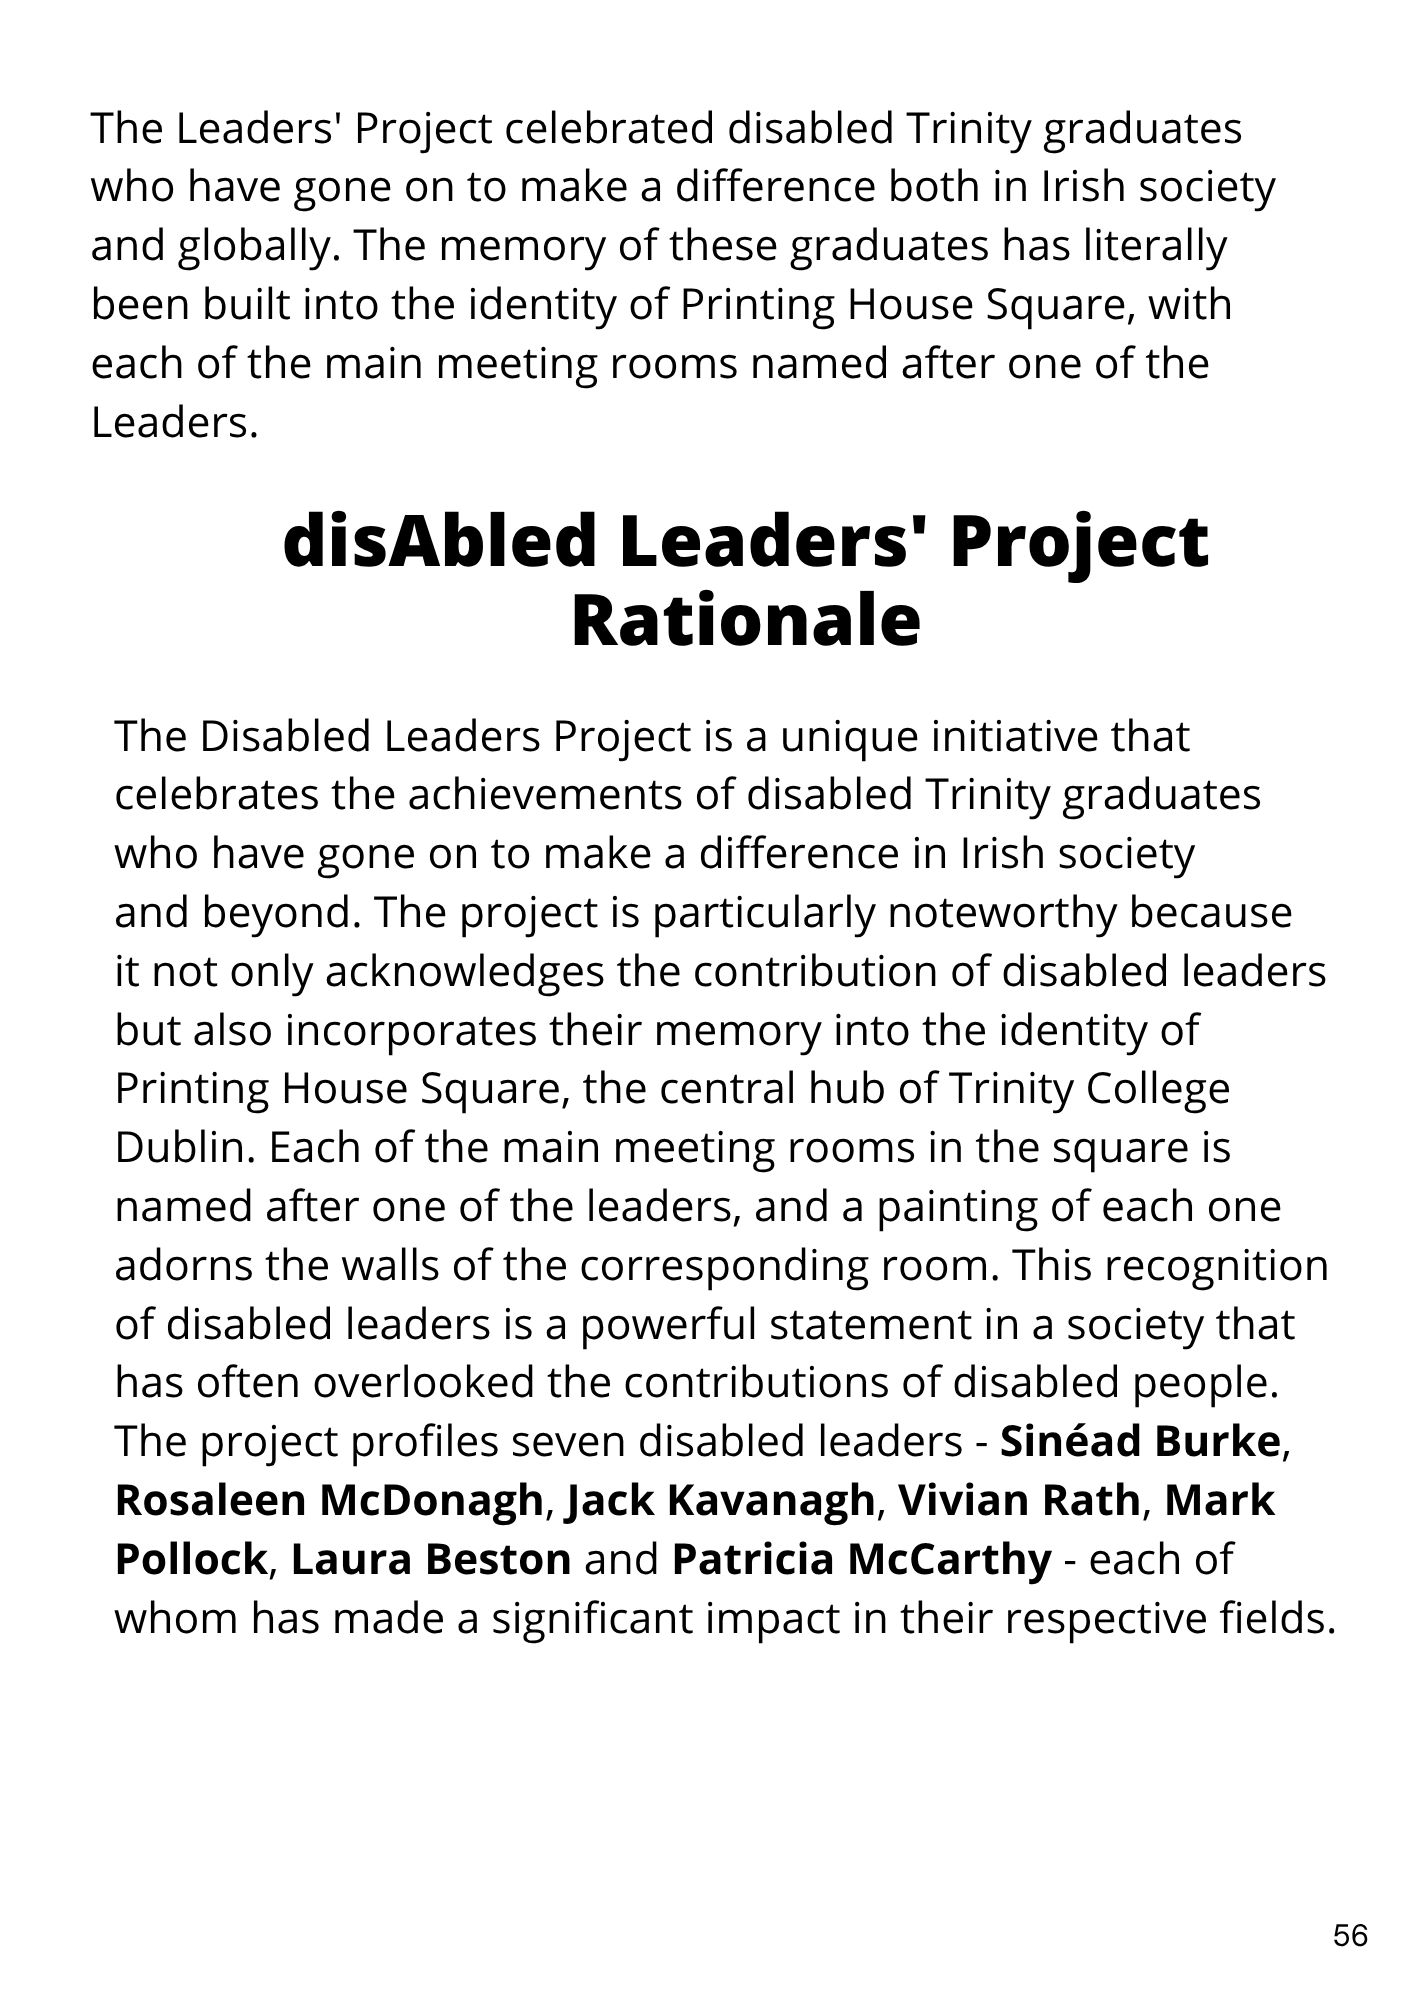 The Leaders' Project celebrated disabled Trinity graduates
who have gone on to make a difference both in Irish society
and globally. The memory of these graduates has literally
been built into the identity of Printing House Square, with
each of the main meeting rooms named after one of the
Leaders.
disAbled Leaders' Project
Rationale
The Disabled Leaders Project is a unique initiative that
celebrates the achievements of disabled Trinity graduates
who have gone on to make a difference in Irish society
and beyond. The project is particularly noteworthy because
it not only acknowledges the contribution of disabled leaders
but also incorporates their memory into the identity of
Printing House Square, the central hub of Trinity College
Dublin. Each of the main meeting rooms in the square is
named after one of the leaders, and a painting of each one
adorns the walls of the corresponding room. This recognition
of disabled leaders is a powerful statement in a society that
has often overlooked the contributions of disabled people.
The project profiles seven disabled leaders - Sinéad Burke,
Rosaleen McDonagh, Jack Kavanagh, Vivian Rath, Mark
Pollock, Laura Beston and Patricia McCarthy - each of
whom has made a significant impact in their respective fields.
56